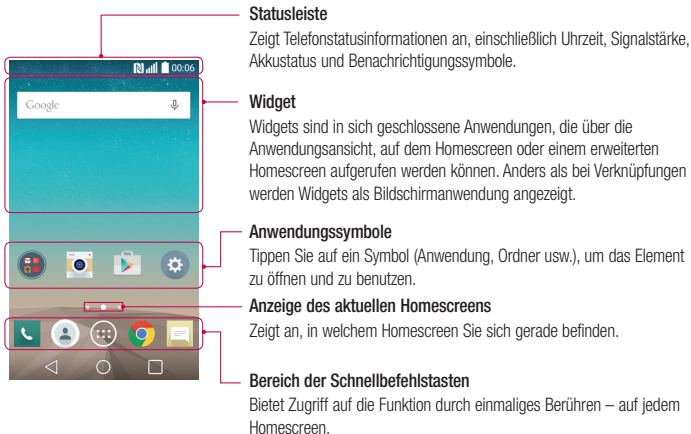 00:06
Google
Statusleiste
Zeigt Telefonstatusinformationen an, einschließlich Uhrzeit, Signalstärke,
Akkustatus und Benachrichtigungssymbole.
Widget
Widgets sind in sich geschlossene Anwendungen, die über die
Anwendungsansicht, auf dem Homescreen oder einem erweiterten
Homescreen aufgerufen werden können. Anders als bei Verknüpfungen
werden Widgets als Bildschirmanwendung angezeigt.
Anwendungssymbole
Tippen Sie auf ein Symbol (Anwendung, Ordner usw.), um das Element
zu öffnen und zu benutzen.
Anzeige des aktuellen Homescreens
Zeigt an, in welchem Homescreen Sie sich gerade befinden.
Bereich der Schnellbefehlstasten
Bietet Zugriff auf die Funktion durch einmaliges Berühren – auf jedem
Homescreen.